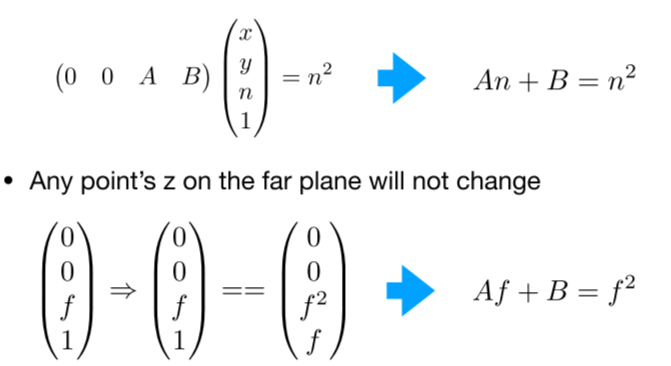 (0 0 A B) (x y n 1) = n² An + B = n²
• Any point's z on the far plane will not change
(0 0 f 1) ⇒ (0 0 f 1) == (0 0 f² f) Af + B = f²